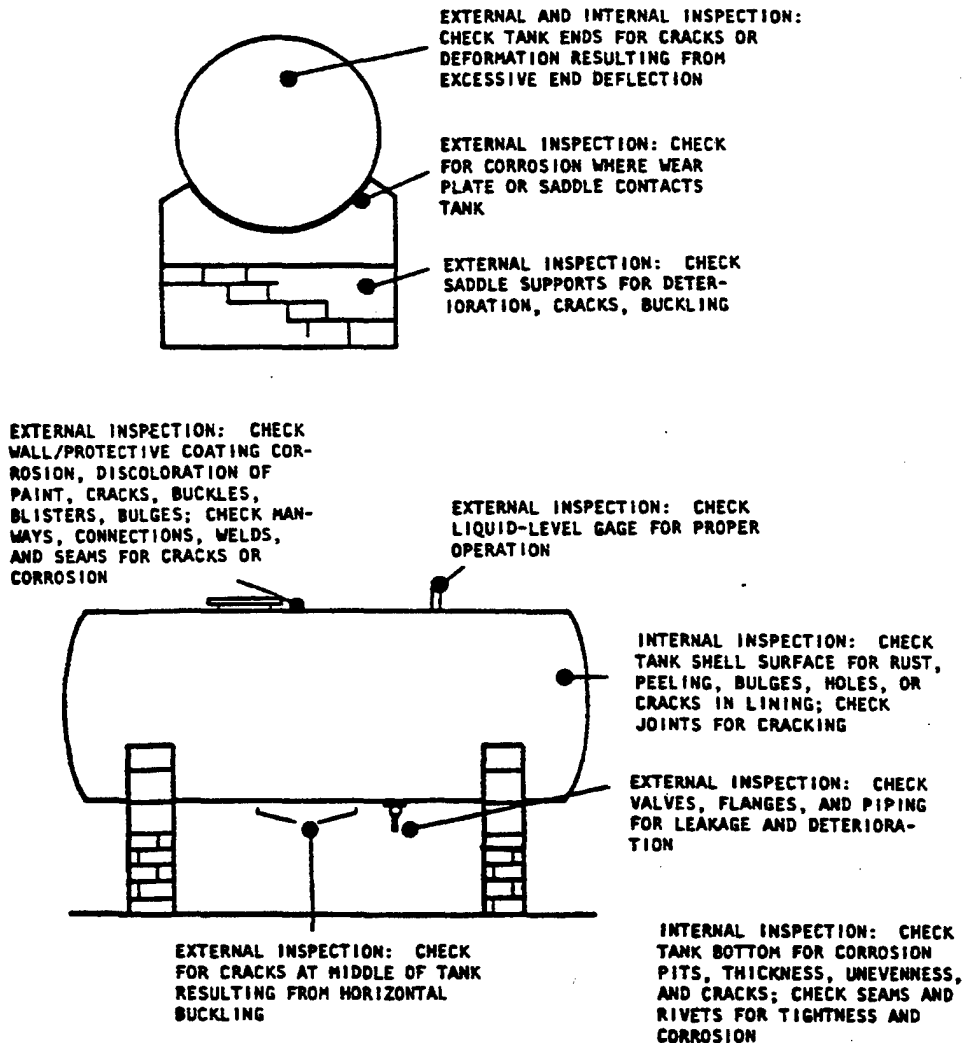 EXTERNAL AND INTERNAL INSPECTION:
CHECK TANK ENDS FOR CRACKS OR
DEFORMATION RESULTING FROM
EXCESSIVE END DEFLECTION
EXTERNAL INSPECTION: CHECK
FOR CORROSION WHERE WEAR
PLATE OR SADDLE CONTACTS
TANK
EXTERNAL INSPECTION: CHECK
SADDLE SUPPORTS FOR DETER-
IORATION, CRACKS, BUCKLING
EXTERNAL INSPECTION: CHECK
WALL/PROTECTIVE COATING COR-
ROSION, DISCOLORATION OF
PAINT, CRACKS, BUCKLES,
BLISTERS, BULGES; CHECK MAN-
WAYS, CONNECTIONS, WELDS,
AND SEAMS FOR CRACKS OR
CORROSION
EXTERNAL INSPECTION: CHECK
LIQUID-LEVEL GAGE FOR PROPER
OPERATION
INTERNAL INSPECTION: CHECK
TANK SHELL SURFACE FOR RUST,
PEELING, BULGES, HOLES, OR
CRACKS IN LINING; CHECK
JOINTS FOR CRACKING
EXTERNAL INSPECTION: CHECK
VALVES, FLANGES, AND PIPING
FOR LEAKAGE AND DETERIORA-
TION
EXTERNAL INSPECTION: CHECK
FOR CRACKS AT MIDDLE OF TANK
RESULTING FROM HORIZONTAL
BUCKLING
INTERNAL INSPECTION: CHECK
TANK BOTTOM FOR CORROSION
PITS, THICKNESS, UNEVENNESS,
AND CRACKS; CHECK SEAMS AND
RIVETS FOR TIGHTNESS AND
CORROSION